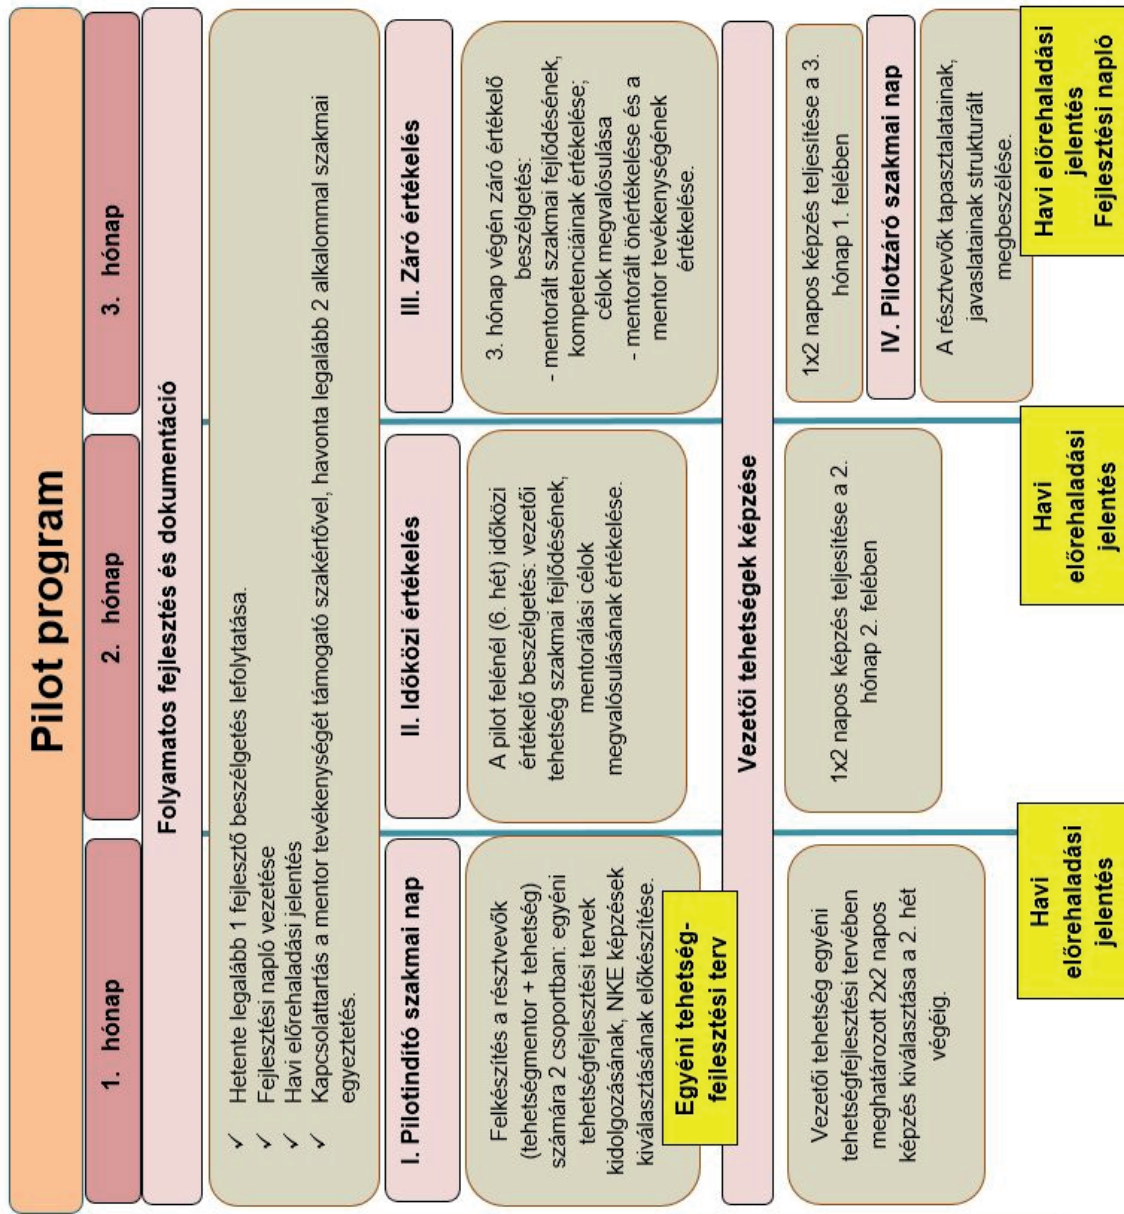 Pilot program
1. hónap
2. hónap
3. hónap
Folyamatos fejlesztés és dokumentáció
✓ Hetente legalább 1 fejlesztő beszélgetés lefolytatása.
✓ Fejlesztési napló vezetése
✓ Havi előrehaladási jelentés
✓ Kapcsolattartás a mentor tevékenységét támogató szakértővel, havonta legalább 2 alkalommal szakmai
egyeztetés.
I. Pilotindító szakmai nap
Felkészítés a résztvevők
(tehetségmentor + tehetség)
számára 2 csoportban: egyéni
tehetségfejlesztési tervek
kidolgozásának, NKE képzések
kiválasztásának előkészítése.
Egyéni tehetség-
fejlesztési terv
II. Időközi értékelés
A pilot felénél (6. hét) időközi
értékelő beszélgetés: vezetői
tehetség szakmai fejlődésének,
mentorálási célok
megvalósulásának értékelése.
III. Záró értékelés
3. hónap végén záró értékelő
beszélgetés:
- mentorált szakmai fejlődésének,
kompetenciáinak értékelése;
célok megvalósulása
- mentorált önértékelése és a
mentor tevékenységének
értékelése.
Vezetői tehetségek képzése
Vezetői tehetség egyéni
tehetségfejlesztési tervében
meghatározott 2x2 napos
képzés kiválasztása a 2. hét
végéig.
1x2 napos képzés teljesítése a 2.
hónap 2. felében
1x2 napos képzés teljesítése a 3.
hónap 1. felében
IV. Pilotzáró szakmai nap
A résztvevők tapasztalatainak,
javaslatainak strukturált
megbeszélése.
Havi
előrehaladási
jelentés
Havi
előrehaladási
jelentés
Havi előrehaladási
jelentés
Fejlesztési napló